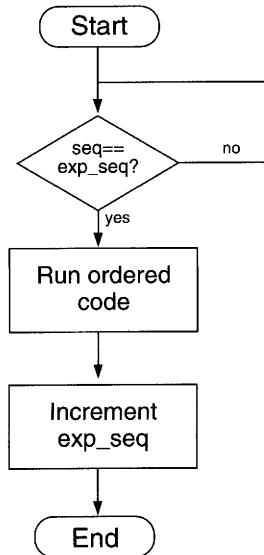 Start
seq==
exp_seq?
no
yes
Run ordered
code
Increment
exp_seq
End